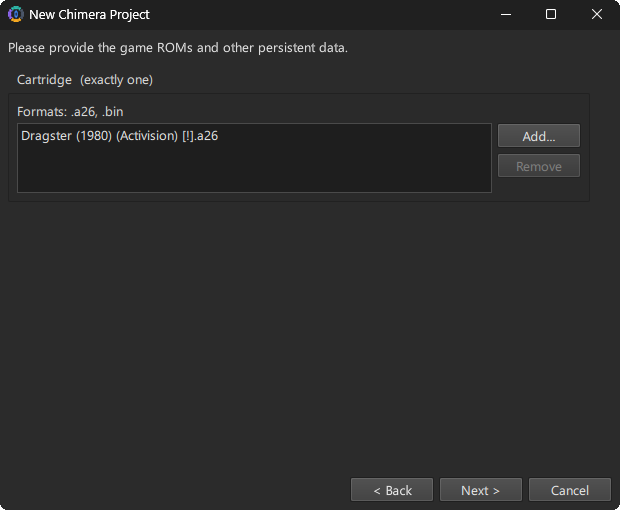 New Chimera Project
Please provide the game ROMs and other persistent data.
Cartridge (exactly one)
Formats: .a26, .bin
Dragster (1980) (Activision) [!].a26
Add...
Remove
< Back
Next >
Cancel